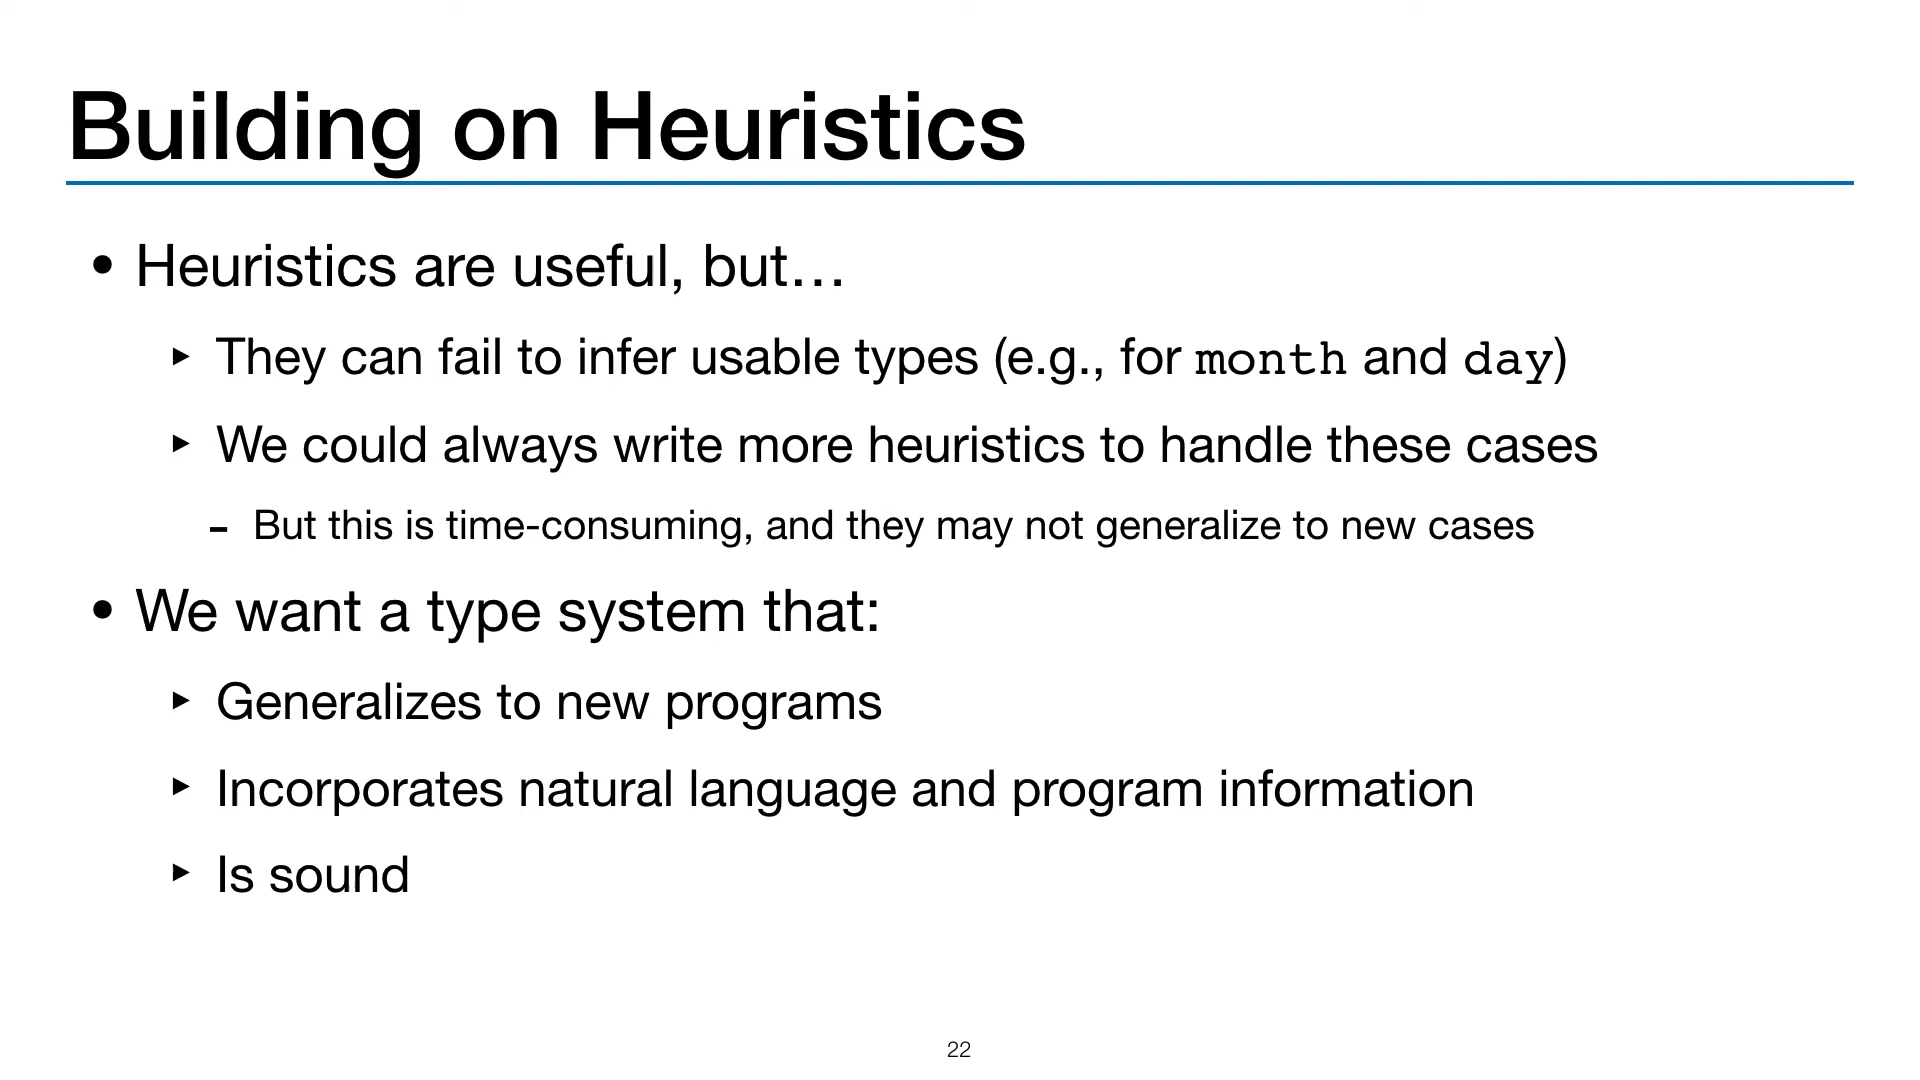 Building on Heuristics
• Heuristics are useful, but…
‣ They can fail to infer usable types (e.g., for month and day)
‣ We could always write more heuristics to handle these cases
- But this is time-consuming, and they may not generalize to new cases
• We want a type system that:
‣ Generalizes to new programs
‣ Incorporates natural language and program information
‣ Is sound
22